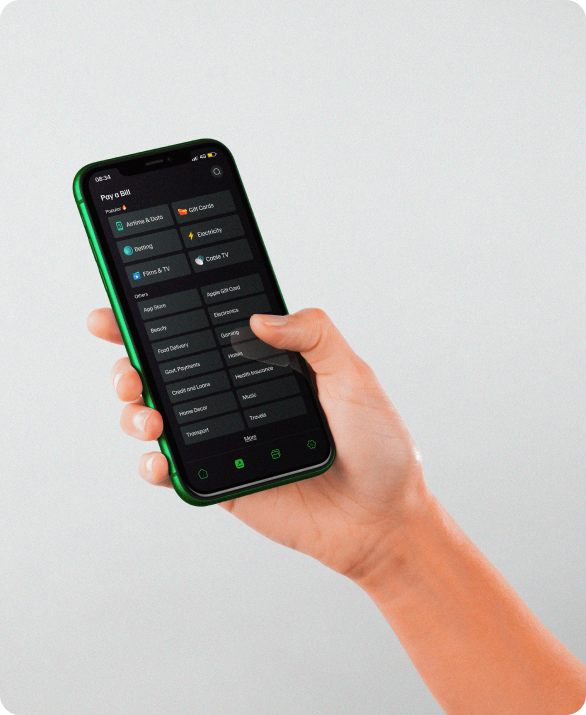 08:34
4G
Pay a Bill
Popular
Airtime & Data
Gift Cards
Betting
Electricity
Films & TV
Cable TV
Others
App Store
Apple Gift Card
Beauty
Electronics
Food Delivery
Gaming
Govt. Payments
Hotels
Credit and Loans
Health Insurance
Home Decor
Music
Transport
Travels
More